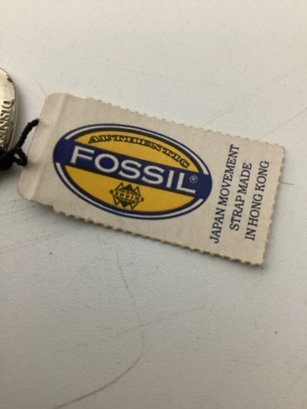 AUTHENTIC
FOSSIL®
JAPAN MOVEMENT
STRAP MADE
IN HONG KONG